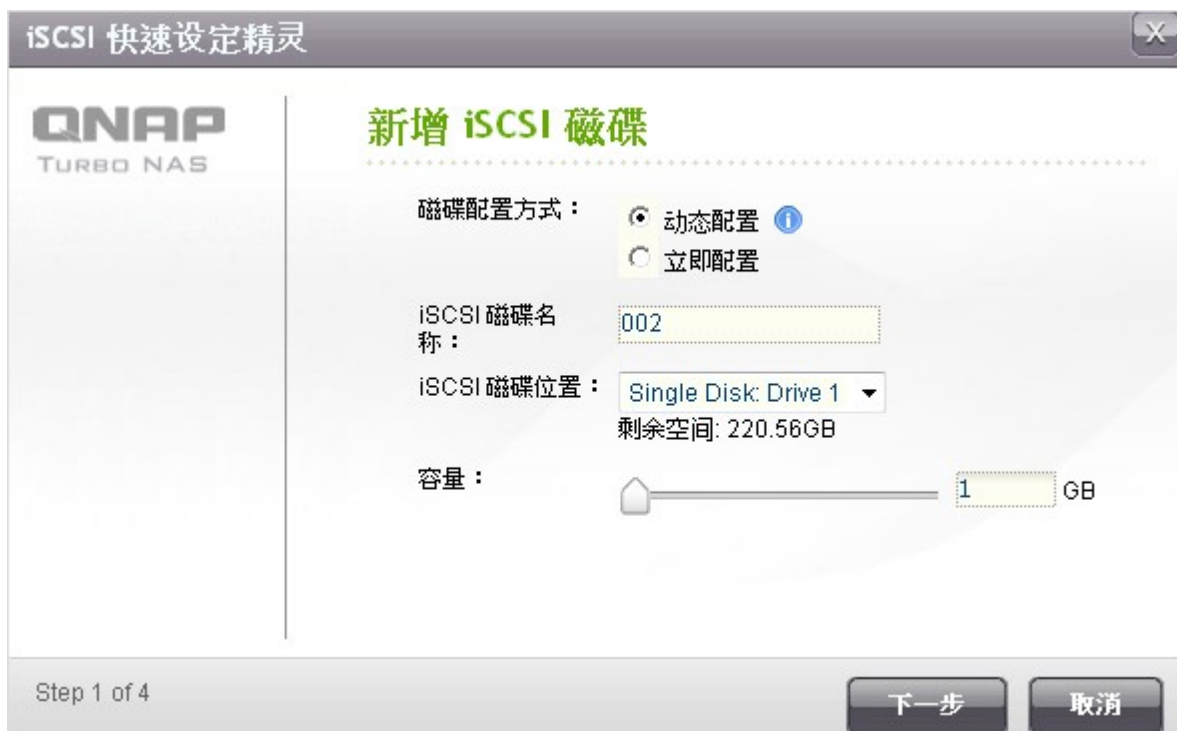 iSCSI 快速设定精灵
X
QNAP
TURBO NAS
新增 iSCSI 磁碟
磁碟配置方式：
动态配置
i
立即配置
iSCSI 磁碟名
称：
002
iSCSI 磁碟位置：
Single Disk: Drive 1
剩余空间: 220.56GB
容量：
1 GB
Step 1 of 4
下一步
取消